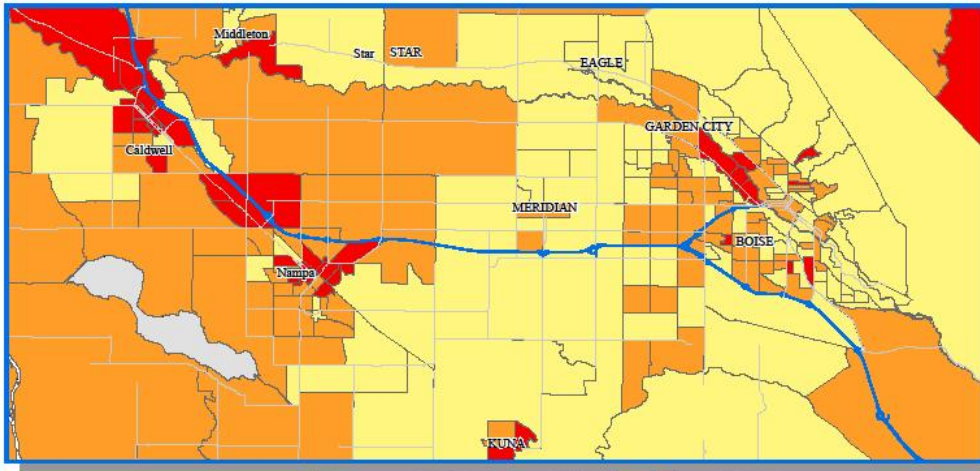 Middleton
Star STAR
EAGLE
GARDEN CITY
Caldwell
MERIDIAN
BOISE
Nampa
KUNA